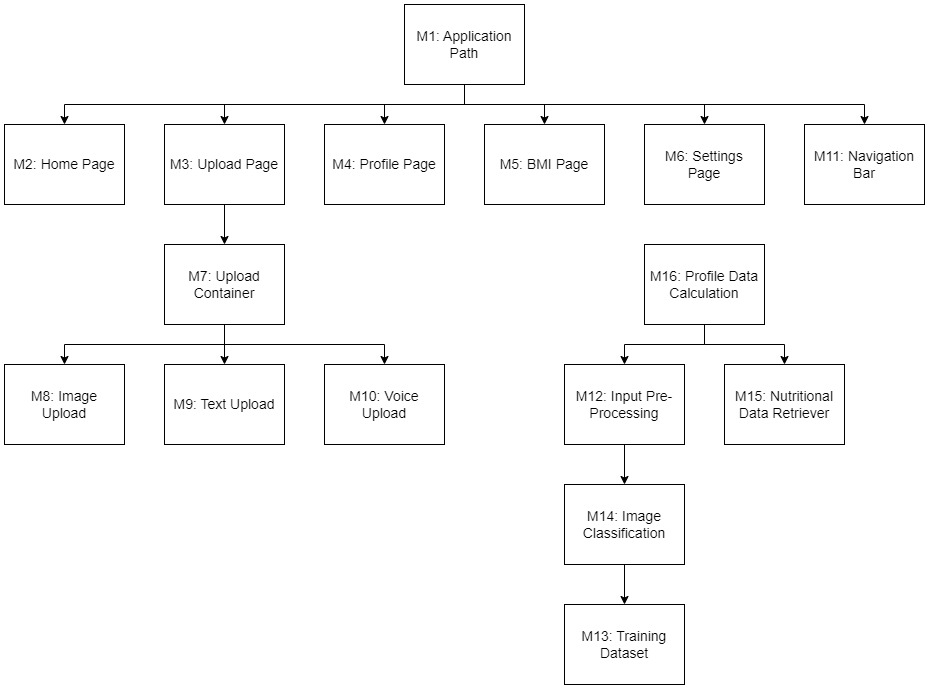 M1: Application
Path
M2: Home Page
M3: Upload Page
M4: Profile Page
M5: BMI Page
M6: Settings
Page
M11: Navigation
Bar
M7: Upload
Container
M16: Profile Data
Calculation
M8: Image
Upload
M9: Text Upload
M10: Voice
Upload
M12: Input Pre-
Processing
M15: Nutritional
Data Retriever
M14: Image
Classification
M13: Training
Dataset